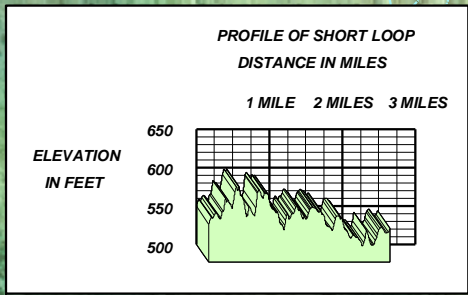 PROFILE OF SHORT LOOP
DISTANCE IN MILES
1 MILE 2 MILES 3 MILES
650
600
550
500
ELEVATION
IN FEET